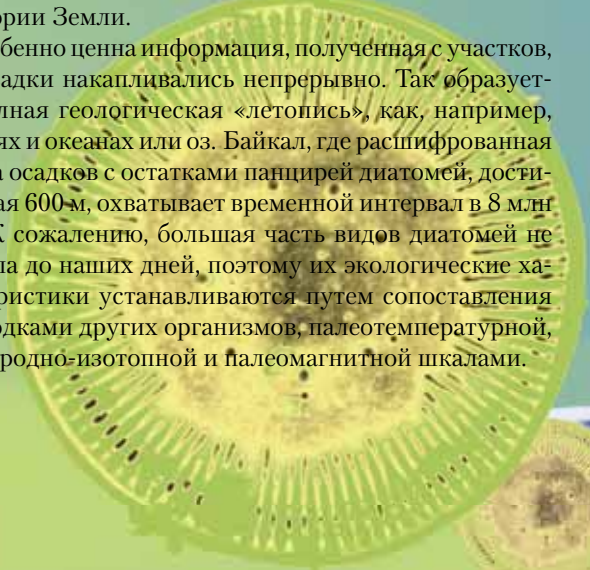 ории Земли.
бенно ценна информация, полученная с участков,
адки накапливались непрерывно. Так образует-
лная геологическая «летопись», как, например,
ях и океанах или оз. Байкал, где расшифрованная
а осадков с остатками панцирей диатомей, дости-
ая 600 м, охватывает временной интервал в 8 млн
К сожалению, большая часть видов диатомей не
ла до наших дней, поэтому их экологические ха-
ристики устанавливаются путем сопоставления
одками других организмов, палеотемпературной,
родно-изотопной и палеомагнитной шкалами.